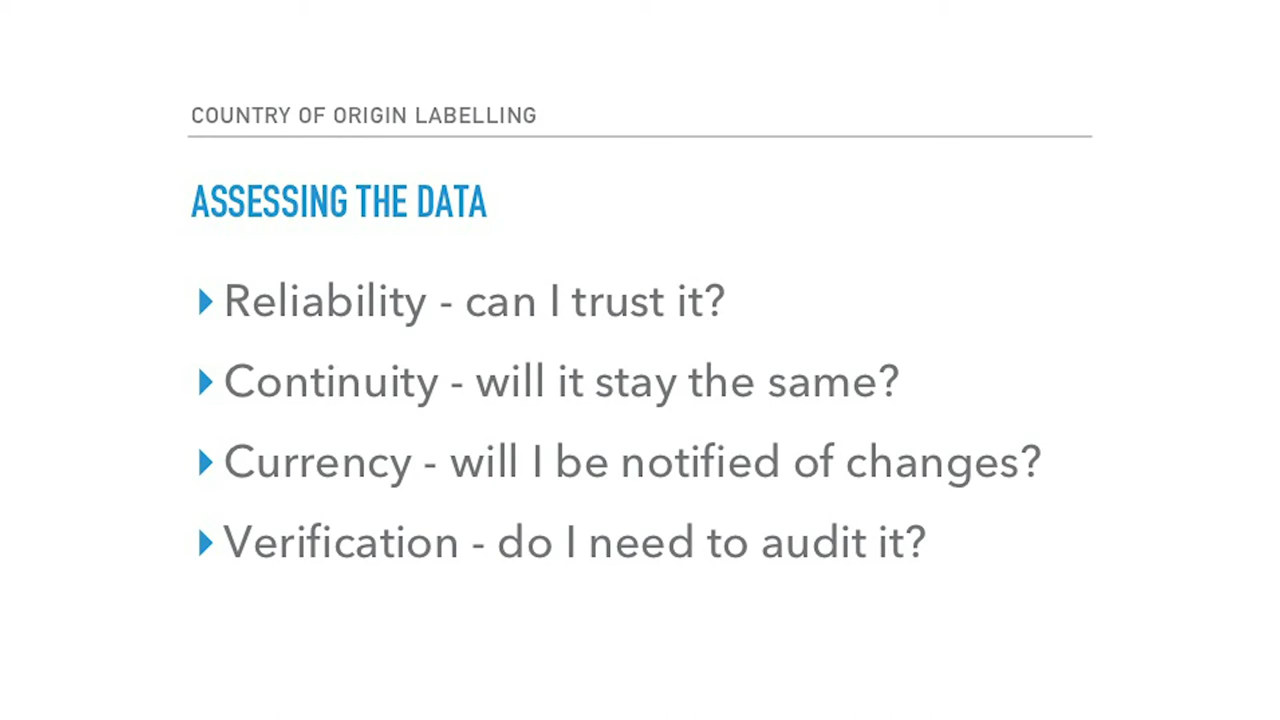 COUNTRY OF ORIGIN LABELLING
ASSESSING THE DATA
Reliability - can I trust it?
Continuity - will it stay the same?
Currency - will I be notified of changes?
Verification - do I need to audit it?